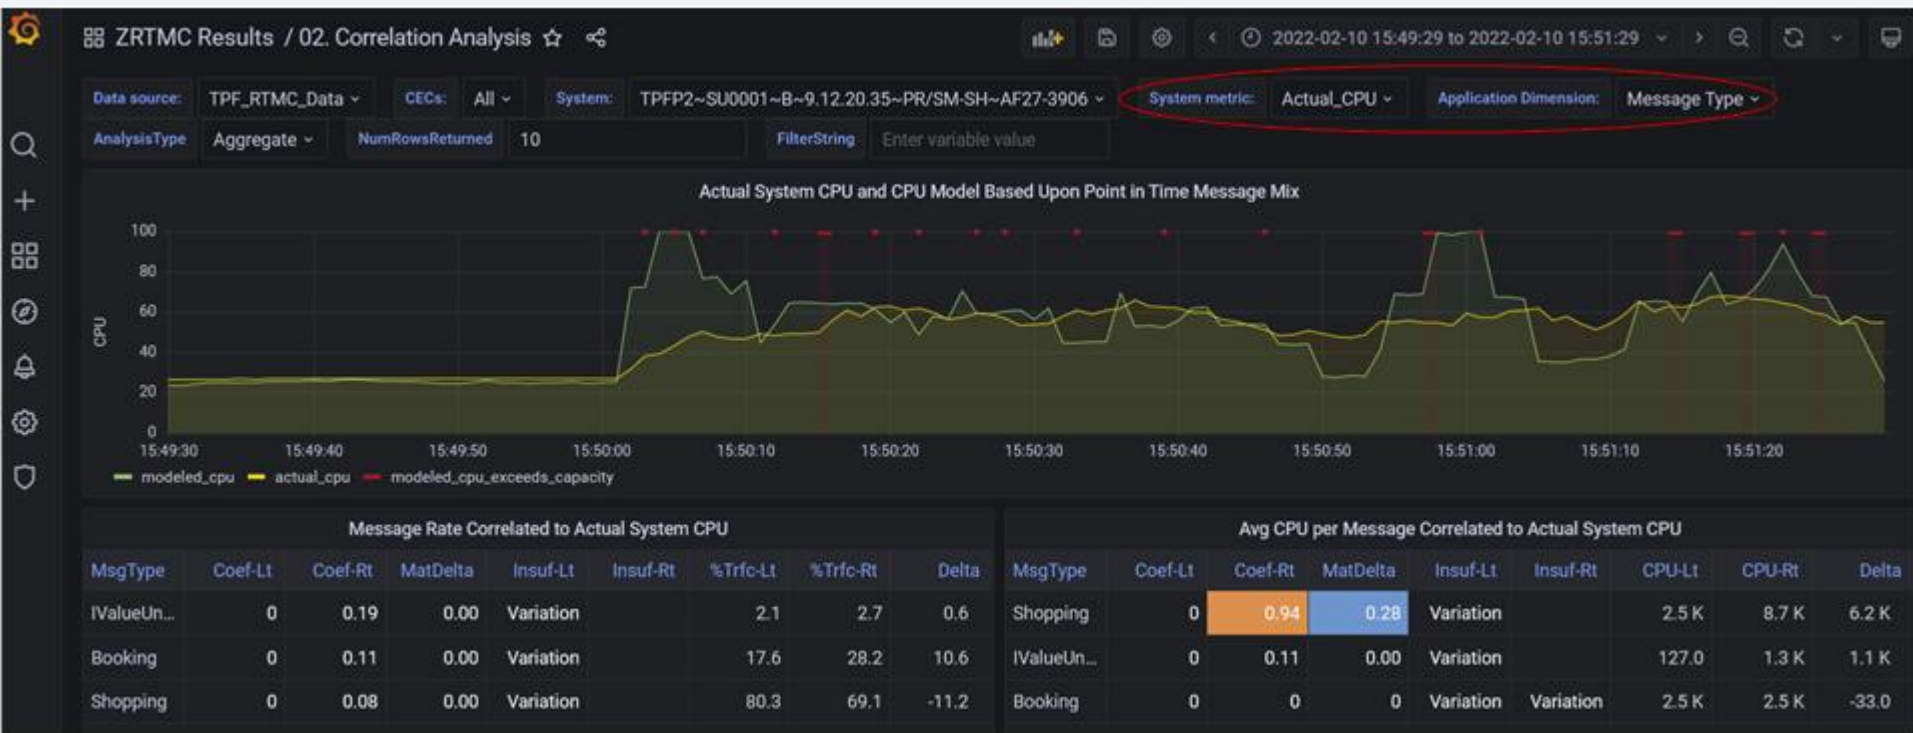 ZRTMC Results / 02. Correlation Analysis
2022-02-10 15:49:29 to 2022-02-10 15:51:29
Data source: TPF_RTMC_Data CECs: All System: TPFP2~SU0001~B~9.12.20.35~PR/SM-SH~AF27-3906 System metric: Actual_CPU Application Dimension: Message Type
AnalysisType Aggregate NumRowsReturned 10 FilterString Enter variable value
Actual System CPU and CPU Model Based Upon Point in Time Message Mix
100
80
60
40
20
0
CPU
15:49:30 15:49:40 15:49:50 15:50:00 15:50:10 15:50:20 15:50:30 15:50:40 15:50:50 15:51:00 15:51:10 15:51:20
modeled_cpu actual_cpu modeled_cpu_exceeds_capacity
Message Rate Correlated to Actual System CPU
MsgType Coef-Lt Coef-Rt MatDelta Insuf-Lt Insuf-Rt %Trfc-Lt %Trfc-Rt Delta
IValueUn... 0 0.19 0.00 Variation 2.1 2.7 0.6
Booking 0 0.11 0.00 Variation 17.6 28.2 10.6
Shopping 0 0.08 0.00 Variation 80.3 69.1 -11.2
Avg CPU per Message Correlated to Actual System CPU
MsgType Coef-Lt Coef-Rt MatDelta Insuf-Lt Insuf-Rt CPU-Lt CPU-Rt Delta
Shopping 0 0.94 0.28 Variation 2.5 K 8.7 K 6.2 K
IValueUn... 0 0.11 0.00 Variation 127.0 1.3 K 1.1 K
Booking 0 0 0 Variation Variation 2.5 K 2.5 K -33.0